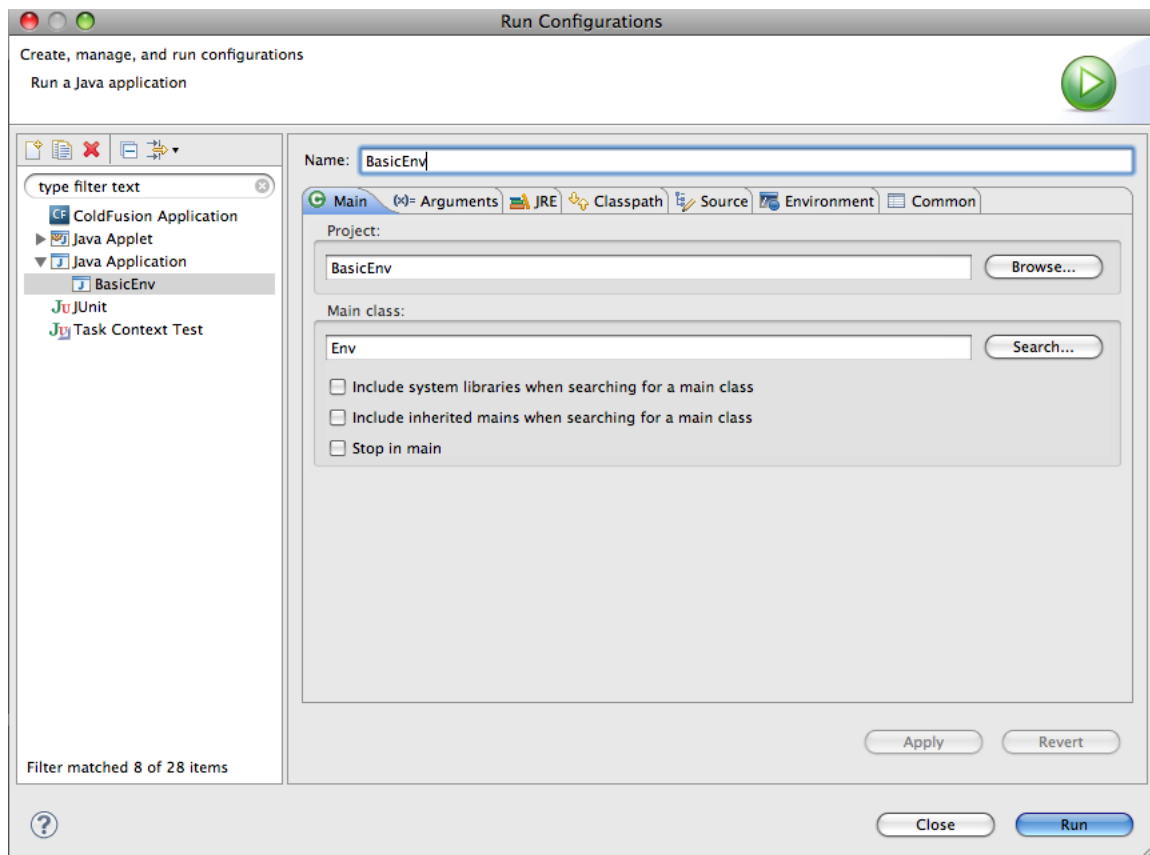 Run Configurations
Create, manage, and run configurations
Run a Java application
type filter text
CF ColdFusion Application
Java Applet
J Java Application
J BasicEnv
Ju JUnit
Ju Task Context Test
Filter matched 8 of 28 items
Name: BasicEnv
C Main (x)= Arguments JRE Classpath Source Environment Common
Project:
BasicEnv Browse...
Main class:
Env Search...
Include system libraries when searching for a main class
Include inherited mains when searching for a main class
Stop in main
Apply Revert
? Close Run